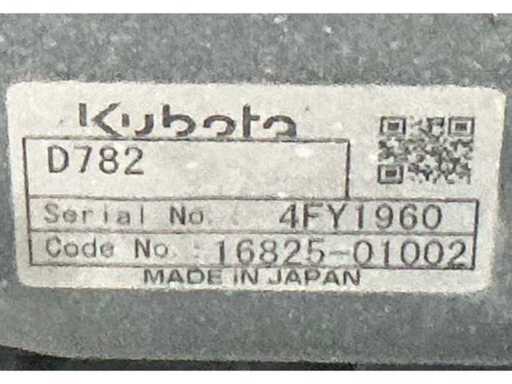 Kubota
D782
Serial No. 4FY1960
Code No. 16825-01002
MADE IN JAPAN